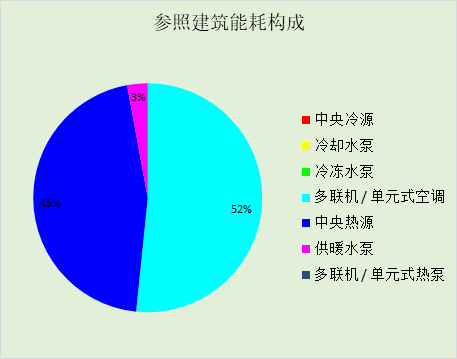 参照建筑能耗构成
3%
45%
52%
中央冷源
冷却水泵
冷冻水泵
多联机/单元式空调
中央热源
供暖水泵
多联机/单元式热泵